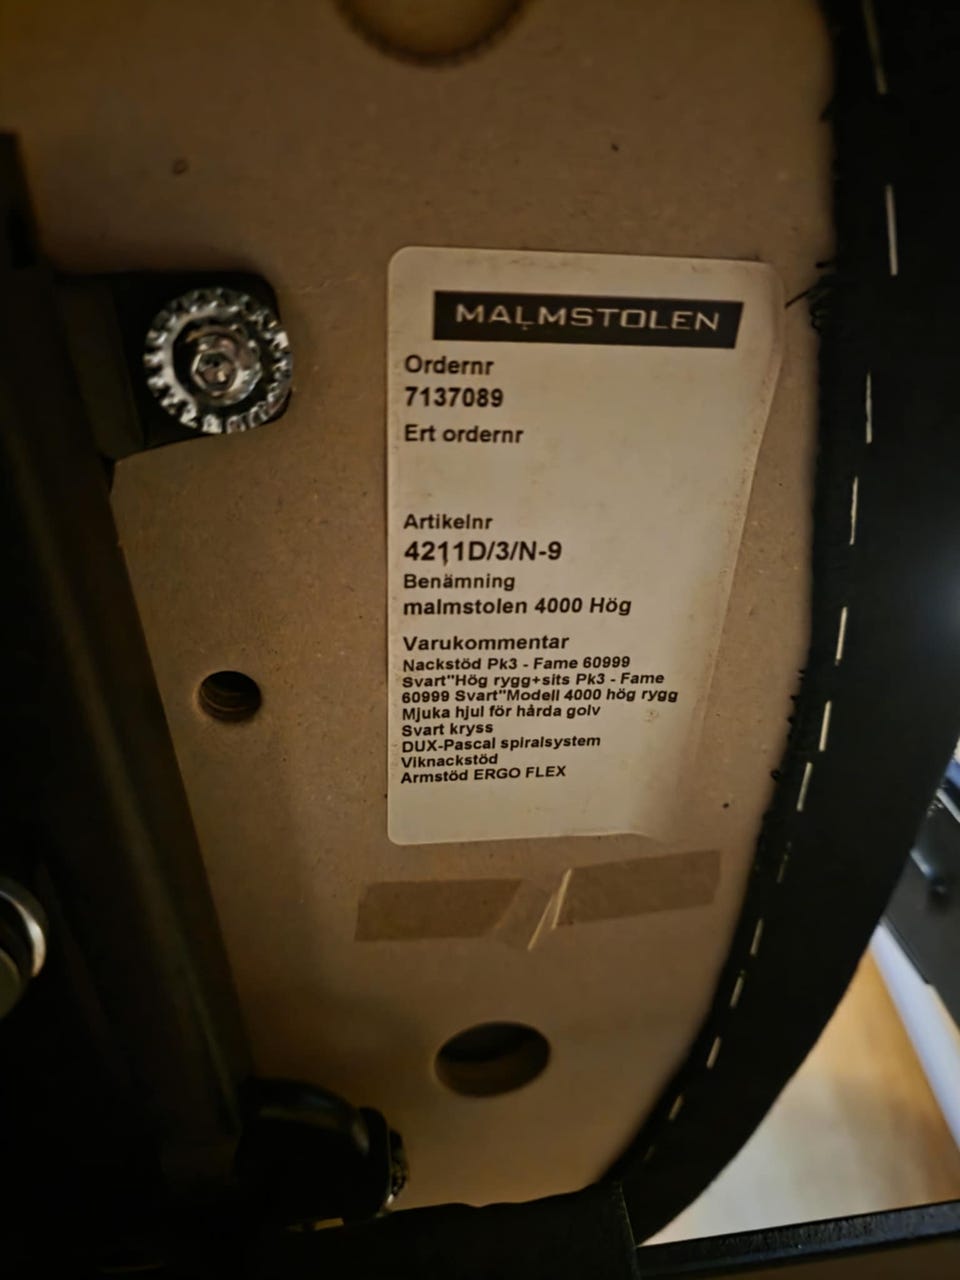 MALMSTOLEN
Ordernr
7137089
Ert ordernr
Artikelnr
4211D/3/N-9
Benämning
malmstolen 4000 Hög
Varukommentar
Nackstöd Pk3 - Fame 60999
Svart"Hög rygg+sits Pk3 - Fame
60999 Svart"Modell 4000 hög rygg
Mjuka hjul för hårda golv
Svart kryss
DUX-Pascal spiralsystem
Viknackstöd
Armstöd ERGO FLEX